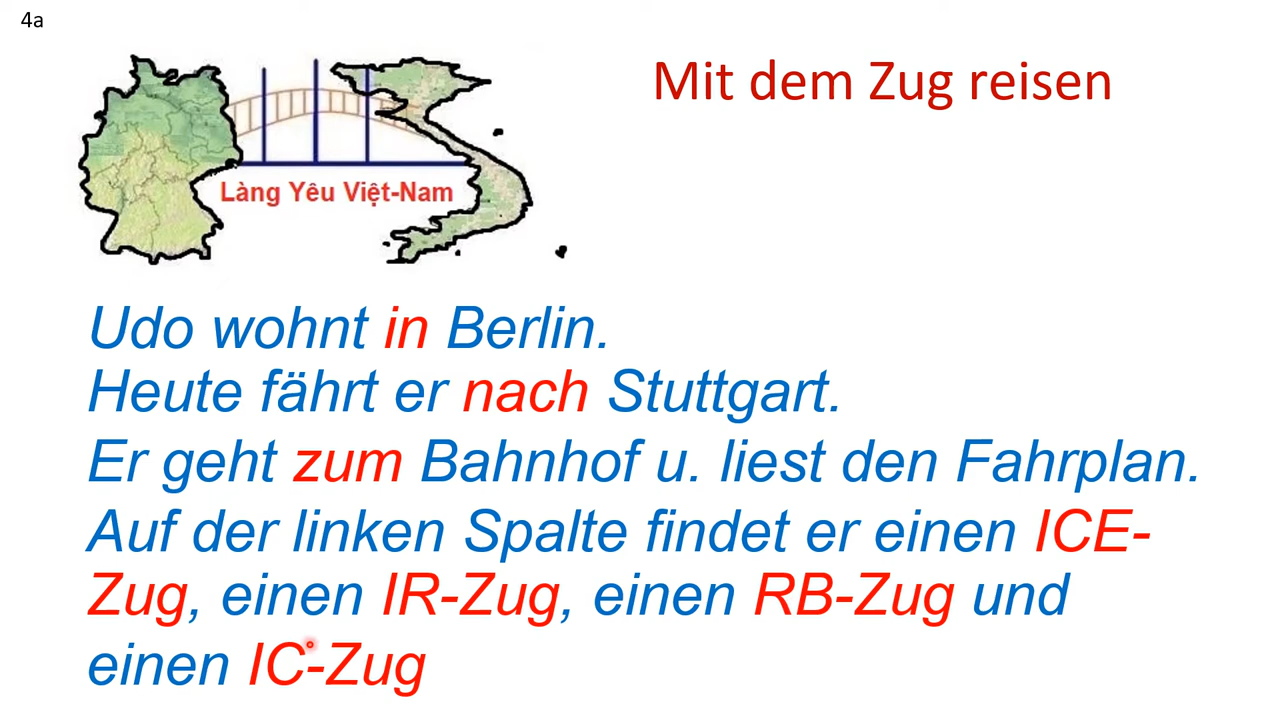 4a
Mit dem Zug reisen
Làng Yêu Việt-Nam
Udo wohnt in Berlin.
Heute fährt er nach Stuttgart.
Er geht zum Bahnhof u. liest den Fahrplan.
Auf der linken Spalte findet er einen ICE-
Zug, einen IR-Zug, einen RB-Zug und
einen IC-Zug